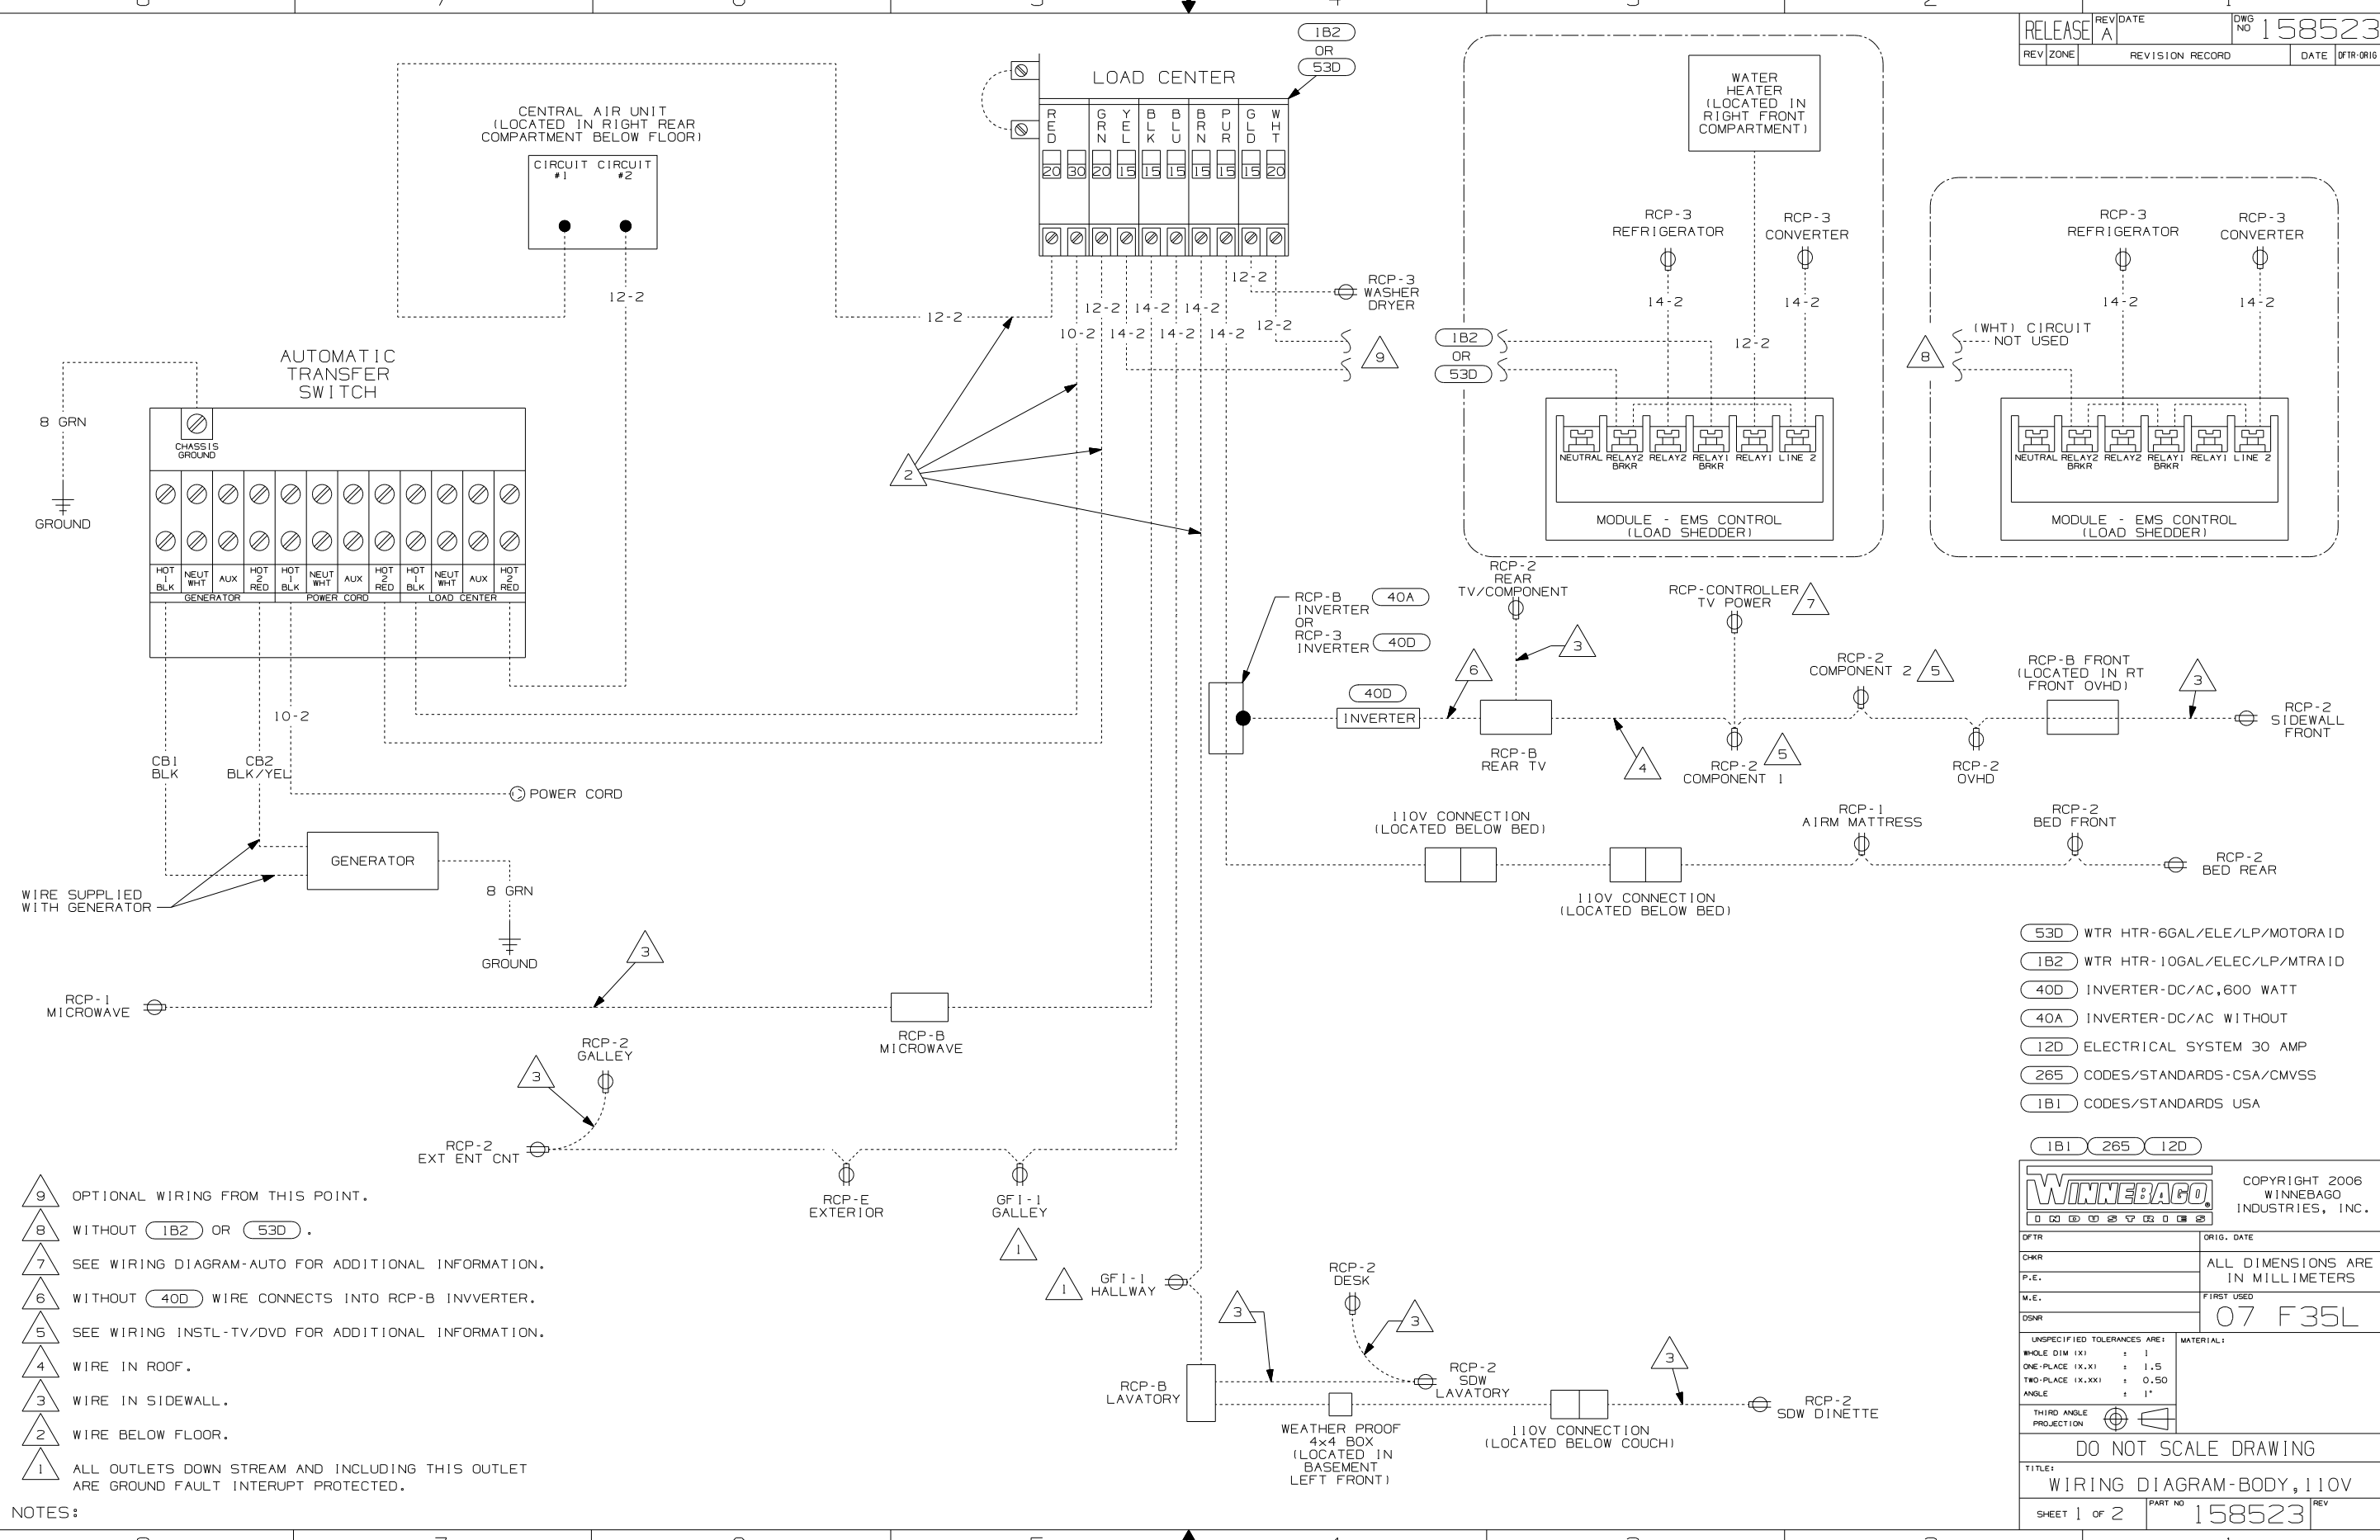 RELEASE
REV
A
DATE
DWG NO 158523
REV ZONE REVISION RECORD DATE DFTR-ORIG
1B2
OR
53D
LOAD CENTER
RED GRN YEL BLK BLU BRN PUR GLD WHT
20 30 20 15 15 15 15 15 15 20
CENTRAL AIR UNIT
(LOCATED IN RIGHT REAR
COMPARTMENT BELOW FLOOR)
CIRCUIT #1
CIRCUIT #2
12-2
12-2
12-2 14-2 14-2
10-2 14-2 14-2 14-2
12-2
12-2
RCP-3
WASHER
DRYER
9
2
WATER
HEATER
(LOCATED IN
RIGHT FRONT
COMPARTMENT)
RCP-3
REFRIGERATOR
RCP-3
CONVERTER
14-2
14-2
12-2
1B2
OR
53D
NEUTRAL RELAY2 BRKR RELAY2 RELAY1 BRKR RELAY1 LINE 2
MODULE - EMS CONTROL
(LOAD SHEDDER)
RCP-3
REFRIGERATOR
RCP-3
CONVERTER
14-2
14-2
(WHT) CIRCUIT
NOT USED
8
NEUTRAL RELAY2 BRKR RELAY2 RELAY1 BRKR RELAY1 LINE 2
MODULE - EMS CONTROL
(LOAD SHEDDER)
AUTOMATIC
TRANSFER
SWITCH
8 GRN
GROUND
CHASSIS
GROUND
HOT 1 BLK NEUT WHT AUX HOT 2 RED HOT 1 BLK NEUT WHT AUX HOT 2 RED HOT 1 BLK NEUT WHT AUX HOT 2 RED
GENERATOR POWER CORD LOAD CENTER
10-2
CB1
BLK
CB2
BLK/YEL
POWER CORD
GENERATOR
8 GRN
GROUND
WIRE SUPPLIED
WITH GENERATOR
RCP-B
INVERTER
40A
OR
RCP-3
INVERTER
40D
RCP-2
REAR
TV/COMPONENT
3
RCP-CONTROLLER
TV POWER
7
6
40D
INVERTER
RCP-B
REAR TV
4
RCP-2
COMPONENT 1
5
RCP-2
COMPONENT 2
5
RCP-2
OVHD
RCP-B FRONT
(LOCATED IN RT
FRONT OVHD)
3
RCP-2
SIDEWALL
FRONT
110V CONNECTION
(LOCATED BELOW BED)
110V CONNECTION
(LOCATED BELOW BED)
RCP-1
AIRM MATTRESS
RCP-2
BED FRONT
RCP-2
BED REAR
RCP-1
MICROWAVE
3
RCP-B
MICROWAVE
RCP-2
GALLEY
3
RCP-2
EXT ENT CNT
RCP-E
EXTERIOR
GFI-1
GALLEY
1
1
GFI-1
HALLWAY
RCP-2
DESK
3
3
RCP-B
LAVATORY
RCP-2
SDW
LAVATORY
WEATHER PROOF
4x4 BOX
(LOCATED IN
BASEMENT
LEFT FRONT)
110V CONNECTION
(LOCATED BELOW COUCH)
3
RCP-2
SDW DINETTE
53D WTR HTR-6GAL/ELE/LP/MOTORAID
1B2 WTR HTR-10GAL/ELEC/LP/MTRAID
40D INVERTER-DC/AC,600 WATT
40A INVERTER-DC/AC WITHOUT
12D ELECTRICAL SYSTEM 30 AMP
265 CODES/STANDARDS-CSA/CMVSS
1B1 CODES/STANDARDS USA
1B1 265 12D
9 OPTIONAL WIRING FROM THIS POINT.
8 WITHOUT 1B2 OR 53D .
7 SEE WIRING DIAGRAM-AUTO FOR ADDITIONAL INFORMATION.
6 WITHOUT 40D WIRE CONNECTS INTO RCP-B INVVERTER.
5 SEE WIRING INSTL-TV/DVD FOR ADDITIONAL INFORMATION.
4 WIRE IN ROOF.
3 WIRE IN SIDEWALL.
2 WIRE BELOW FLOOR.
1 ALL OUTLETS DOWN STREAM AND INCLUDING THIS OUTLET
ARE GROUND FAULT INTERUPT PROTECTED.
NOTES:
WINNEBAGO
INDUSTRIES
COPYRIGHT 2006
WINNEBAGO
INDUSTRIES, INC.
DFTR
ORIG. DATE
CHKR
P.E.
M.E.
DSNR
ALL DIMENSIONS ARE
IN MILLIMETERS
FIRST USED
07 F35L
UNSPECIFIED TOLERANCES ARE:
MATERIAL:
WHOLE DIM (X) : 1
ONE-PLACE (X.X) : 1.5
TWO-PLACE (X.XX) : 0.50
ANGLE : 1°
THIRD ANGLE
PROJECTION
DO NOT SCALE DRAWING
TITLE:
WIRING DIAGRAM-BODY,110V
SHEET 1 OF 2
PART NO 158523
REV